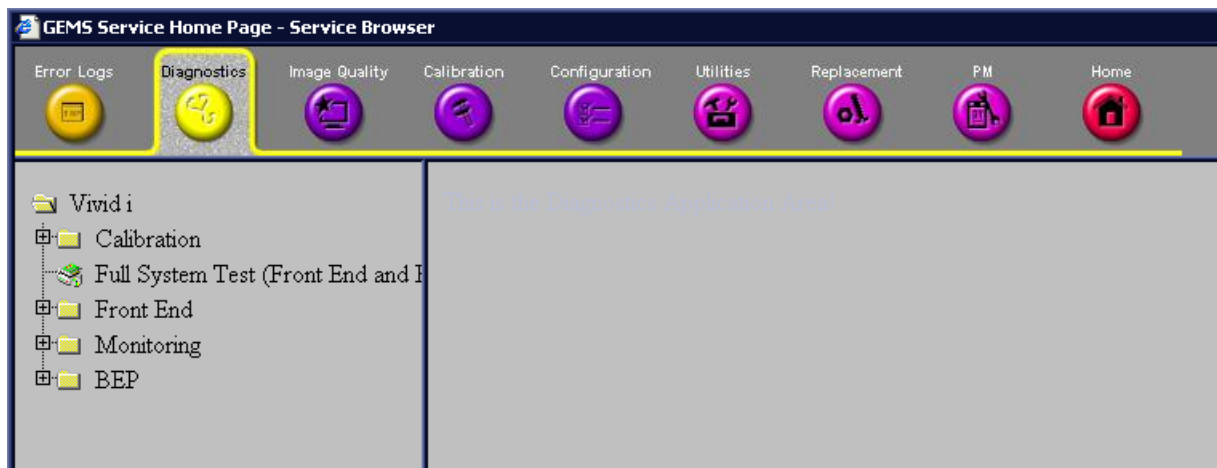 GEMS Service Home Page - Service Browser
Error Logs Diagnostics Image Quality Calibration Configuration Utilities Replacement PM Home
Vivid i
Calibration
Full System Test (Front End and
Front End
Monitoring
BEP